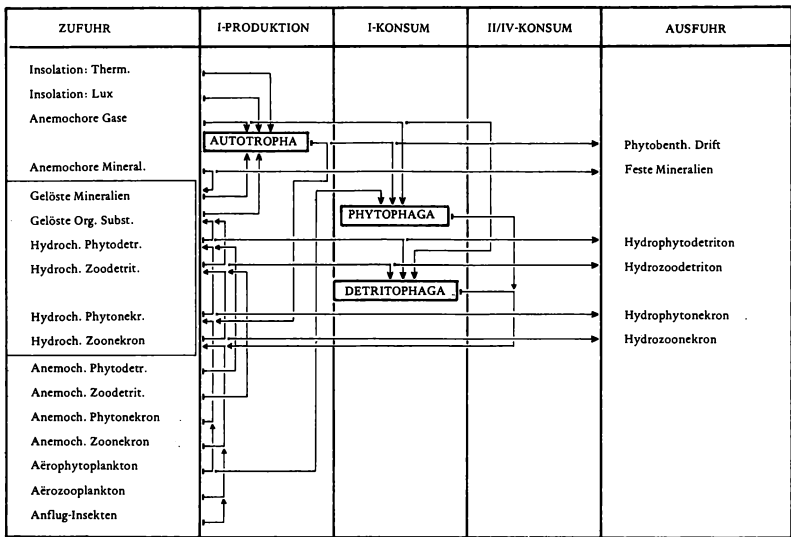 ZUFUHR I-PRODUKTION I-KONSUM II/IV-KONSUM AUSFUHR
Insolation: Therm.
Insolation: Lux
Anemochore Gase
AUTOTROPHA
Phytobenth. Drift
Anemochore Mineral.
Feste Mineralien
Gelöste Mineralien
PHYTOPHAGA
Gelöste Org. Subst.
Hydroch. Phytodetr.
Hydrophytodetriton
Hydroch. Zoodetrit.
Hydrozoodetriton
DETRITOPHAGA
Hydroch. Phytonekr.
Hydrophytonekron
Hydroch. Zoonekron
Hydrozoonekron
Anemoch. Phytodetr.
Anemoch. Zoodetrit.
Anemoch. Phytonekron
Anemoch. Zoonekron
Aërophytoplankton
Aërozooplankton
Anflug-Insekten